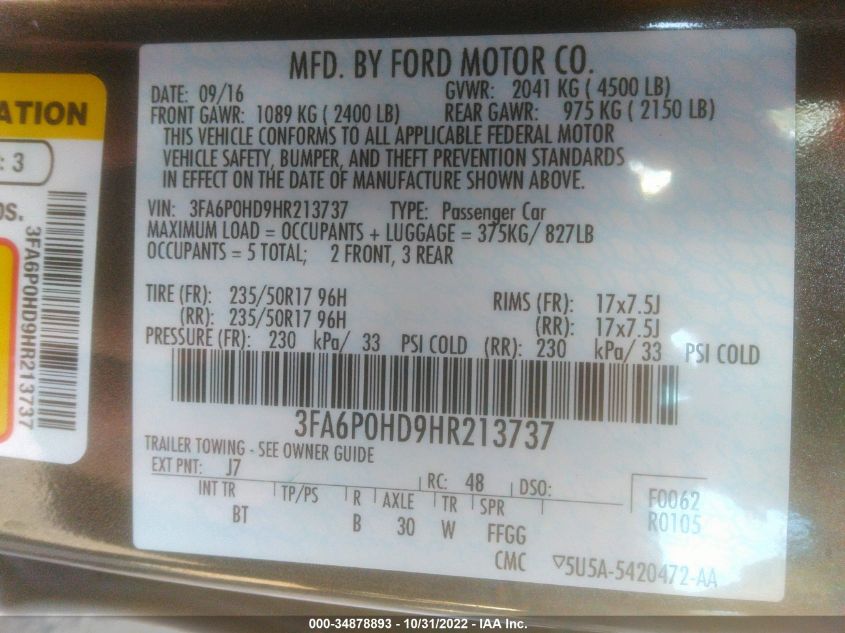 ATION
: 3
3FA6P0HD9HR213737
MFD. BY FORD MOTOR CO.
DATE: 09/16 GVWR: 2041 KG ( 4500 LB)
FRONT GAWR: 1089 KG ( 2400 LB) REAR GAWR: 975 KG ( 2150 LB)
THIS VEHICLE CONFORMS TO ALL APPLICABLE FEDERAL MOTOR
VEHICLE SAFETY, BUMPER, AND THEFT PREVENTION STANDARDS
IN EFFECT ON THE DATE OF MANUFACTURE SHOWN ABOVE.
VIN: 3FA6P0HD9HR213737 TYPE: Passenger Car
MAXIMUM LOAD = OCCUPANTS + LUGGAGE = 375KG/ 827LB
OCCUPANTS = 5 TOTAL; 2 FRONT, 3 REAR
TIRE (FR): 235/50R17 96H RIMS (FR): 17x7.5J
(RR): 235/50R17 96H (RR): 17x7.5J
PRESSURE (FR): 230 kPa/ 33 PSI COLD (RR): 230 kPa/ 33 PSI COLD
3FA6P0HD9HR213737
TRAILER TOWING - SEE OWNER GUIDE
EXT PNT: J7 RC: 48 DSO:
INT TR TP/PS R AXLE TR SPR F0062
BT B 30 W FFGG R0105
CMC ▽5U5A-5420472-AA
000-34878893 - 10/31/2022 - IAA Inc.